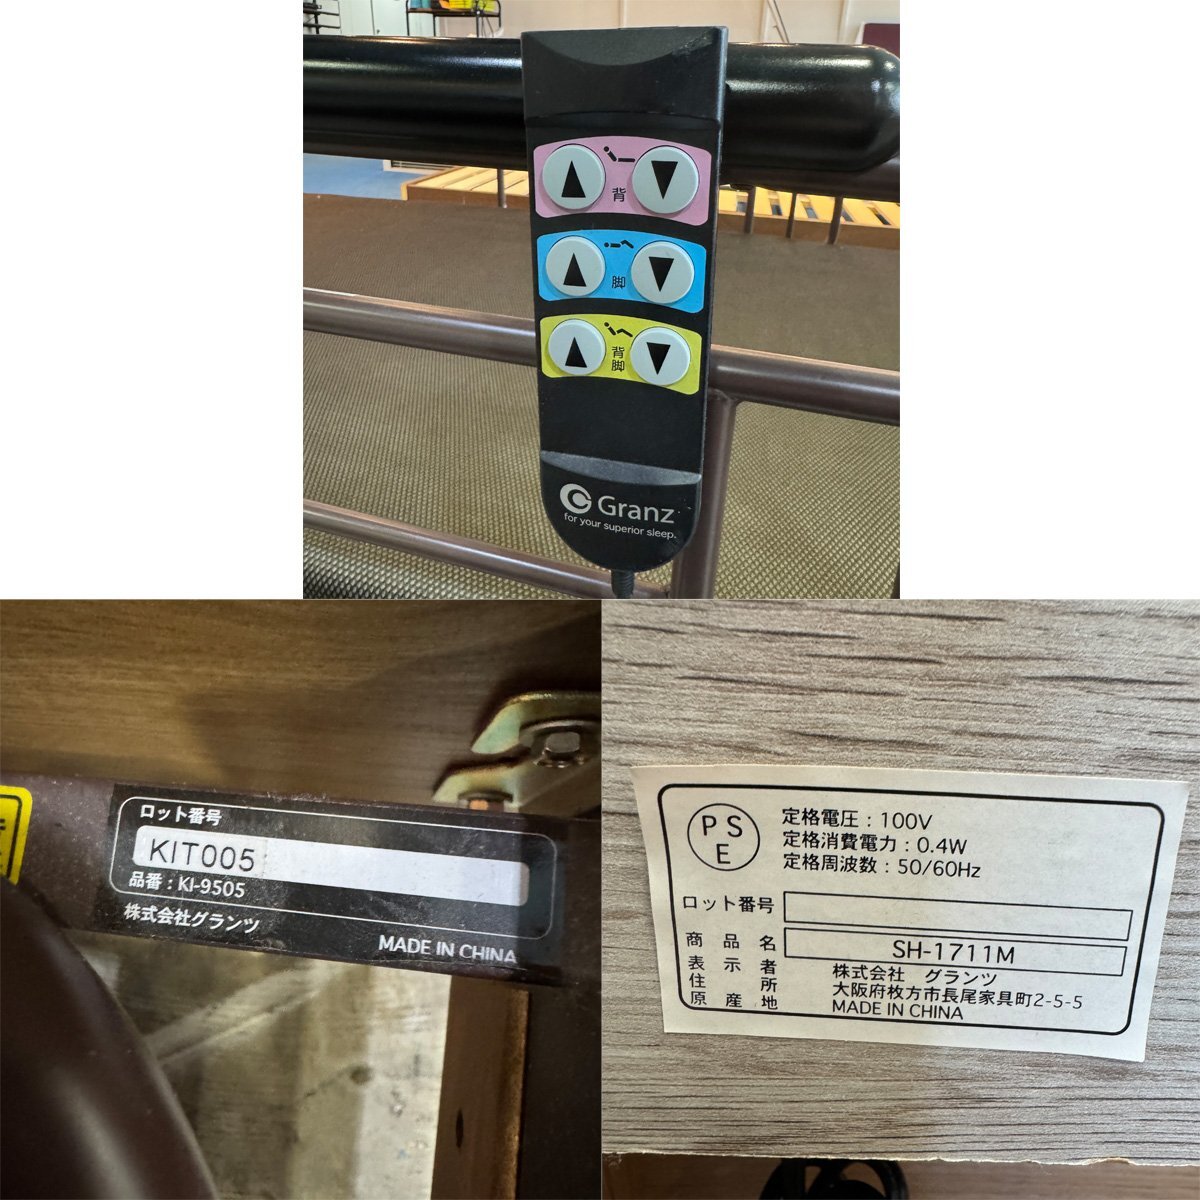 背
脚
背
脚
Granz
for your superior sleep.
ロット番号
KIT005
品番：KI-9505
株式会社グランツ
MADE IN CHINA
PS
E
定格電圧：100V
定格消費電力：0.4W
定格周波数：50/60Hz
ロット番号
商品名 SH-1711M
表示者 株式会社 グランツ
住所 大阪府枚方市長尾家具町2-5-5
原産地 MADE IN CHINA